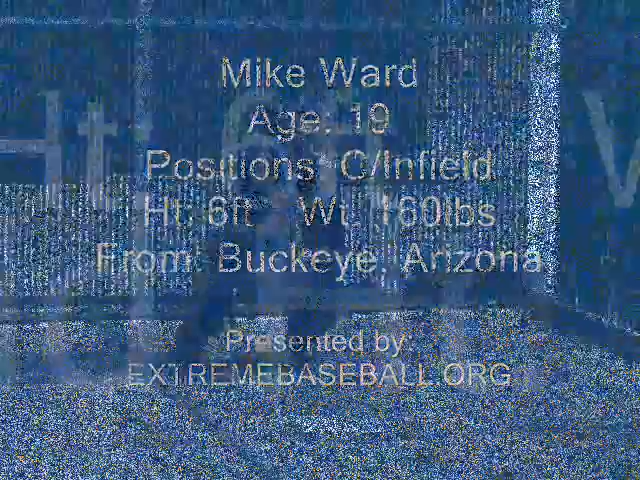 Mike Ward
Age: 19
Positions: C/Infield
Ht: 6ft Wt: 160lbs
From: Buckeye, Arizona
Presented by:
EXTREMEBASEBALL.ORG